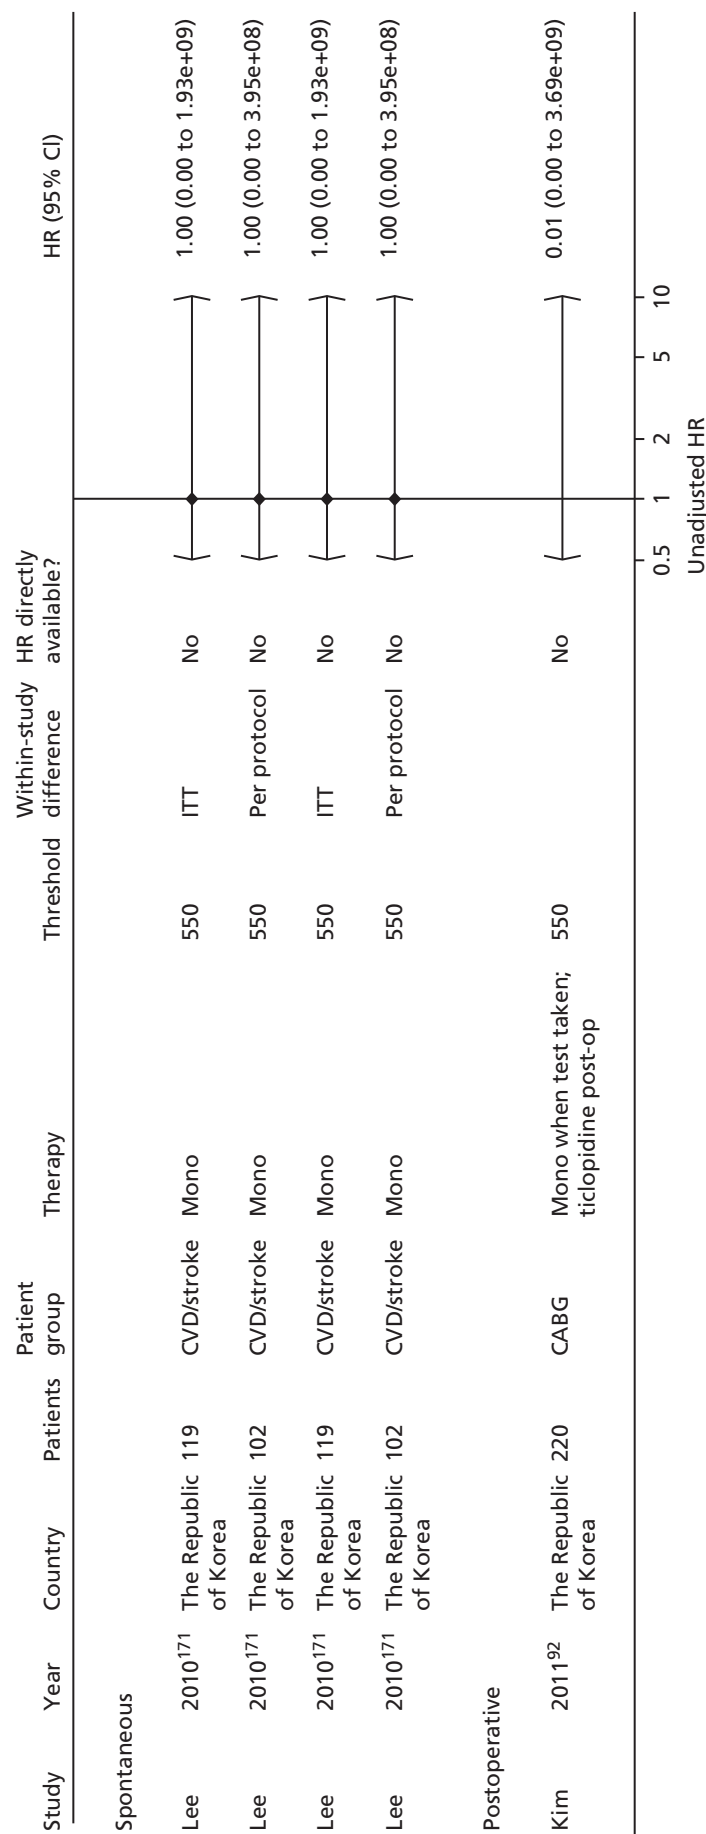 Study Year Country Patients Patient group Therapy Threshold Within-study difference HR directly available? HR (95% CI)
Spontaneous
Lee 2010¹⁷¹ The Republic of Korea 119 CVD/stroke Mono 550 ITT No 1.00 (0.00 to 1.93e+09)
Lee 2010¹⁷¹ The Republic of Korea 102 CVD/stroke Mono 550 Per protocol No 1.00 (0.00 to 3.95e+08)
Lee 2010¹⁷¹ The Republic of Korea 119 CVD/stroke Mono 550 ITT No 1.00 (0.00 to 1.93e+09)
Lee 2010¹⁷¹ The Republic of Korea 102 CVD/stroke Mono 550 Per protocol No 1.00 (0.00 to 3.95e+08)
Postoperative
Kim 2011⁹² The Republic of Korea 220 CABG Mono when test taken; ticlopidine post-op 550 No 0.01 (0.00 to 3.69e+09)
0.5 1 2 5 10
Unadjusted HR